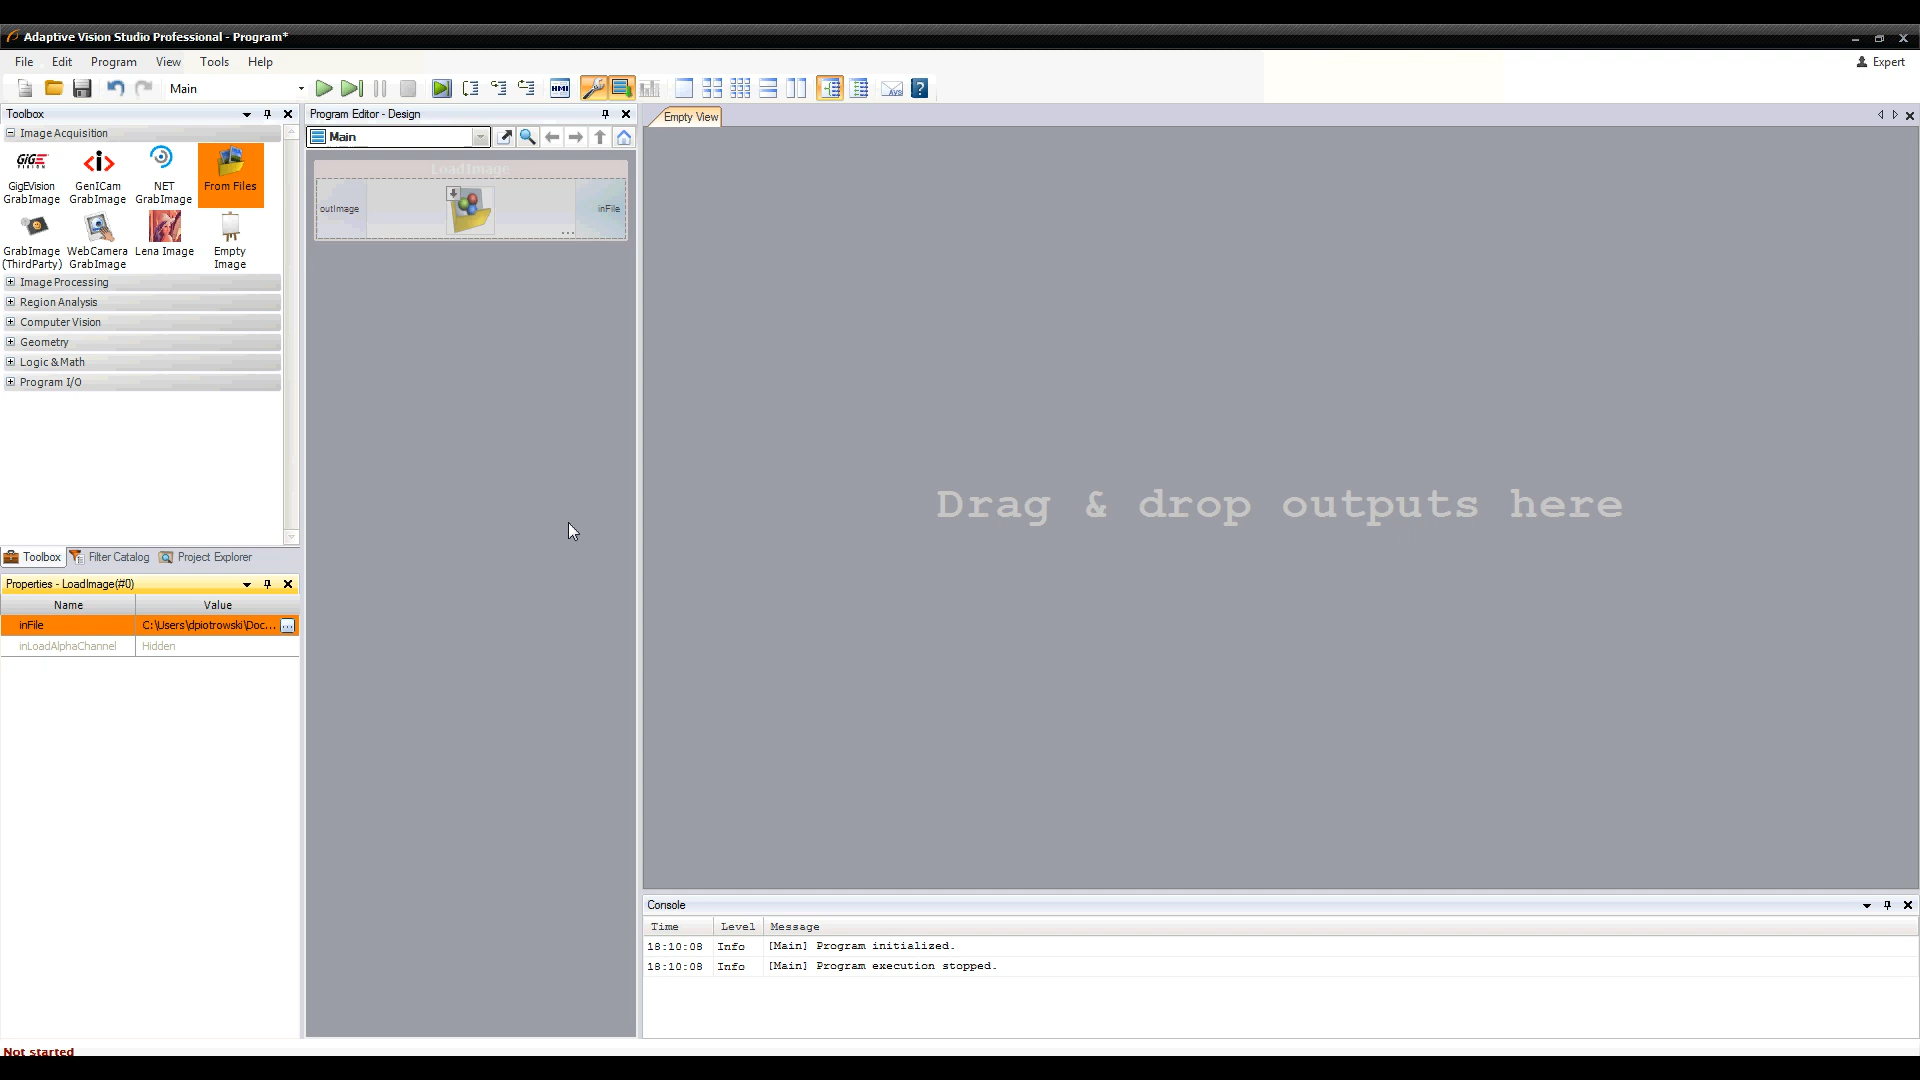 Adaptive Vision Studio Professional - Program*
File Edit Program View Tools Help
Expert
Main
HMI
AVS
?
Toolbox
Image Acquisition
GigEVision GrabImage
GenICam GrabImage
NET GrabImage
From Files
GrabImage (ThirdParty)
WebCamera GrabImage
Lena Image
Empty Image
Image Processing
Region Analysis
Computer Vision
Geometry
Logic & Math
Program I/O
Toolbox Filter Catalog Project Explorer
Properties - LoadImage(#0)
Name Value
inFile C:\Users\dpiotrowski\Doc... ...
inLoadAlphaChannel Hidden
Program Editor - Design
Main
LoadImage
outImage inFile
...
Empty View
Drag & drop outputs here
Console
Time Level Message
18:10:08 Info [Main] Program initialized.
18:10:08 Info [Main] Program execution stopped.
Not started